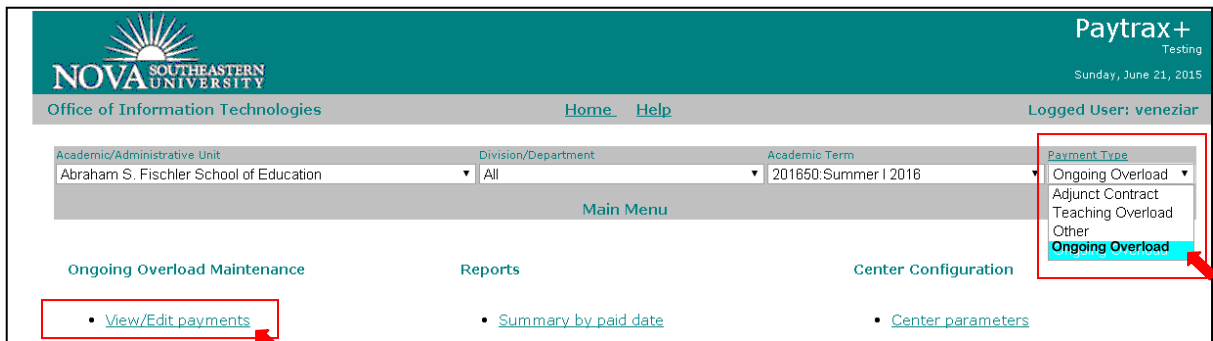 Paytrax+
Testing
NOVA SOUTHEASTERN UNIVERSITY
Sunday, June 21, 2015
Office of Information Technologies Home Help Logged User: veneziar
Academic/Administrative Unit Division/Department Academic Term Payment Type
Abraham S. Fischler School of Education All 201650:Summer I 2016 Ongoing Overload
Adjunct Contract
Teaching Overload
Other
Ongoing Overload
Main Menu
Ongoing Overload Maintenance Reports Center Configuration
• View/Edit payments • Summary by paid date • Center parameters